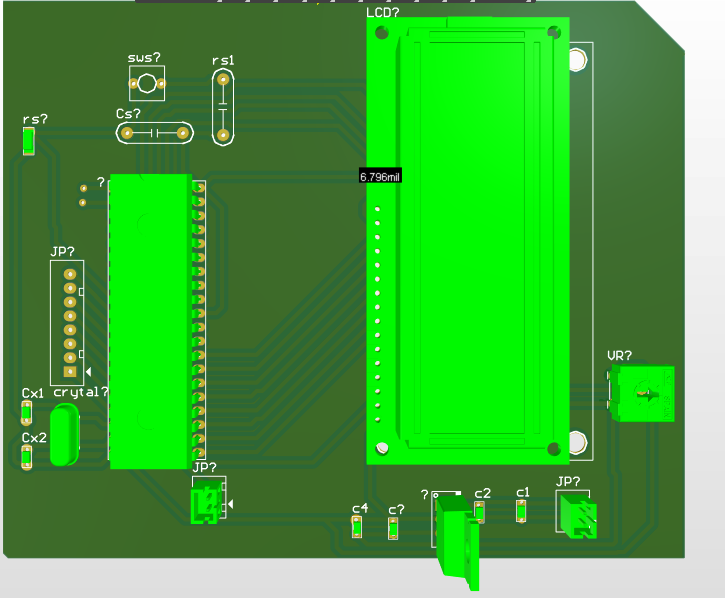 LCD?
sws?
rs1
Cs?
rs?
6.796mil
?
JP?
VR?
Cx1
crytal?
Cx2
JP?
JP?
?
c2
c1
c4
c?